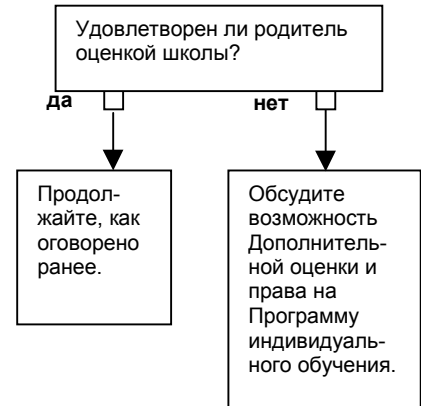 Удовлетворен ли родитель
оценкой школы?
да
нет
Продол-
жайте, как
оговорено
ранее.
Обсудите
возможность
Дополнитель-
ной оценки и
права на
Программу
индивидуаль-
ного обучения.